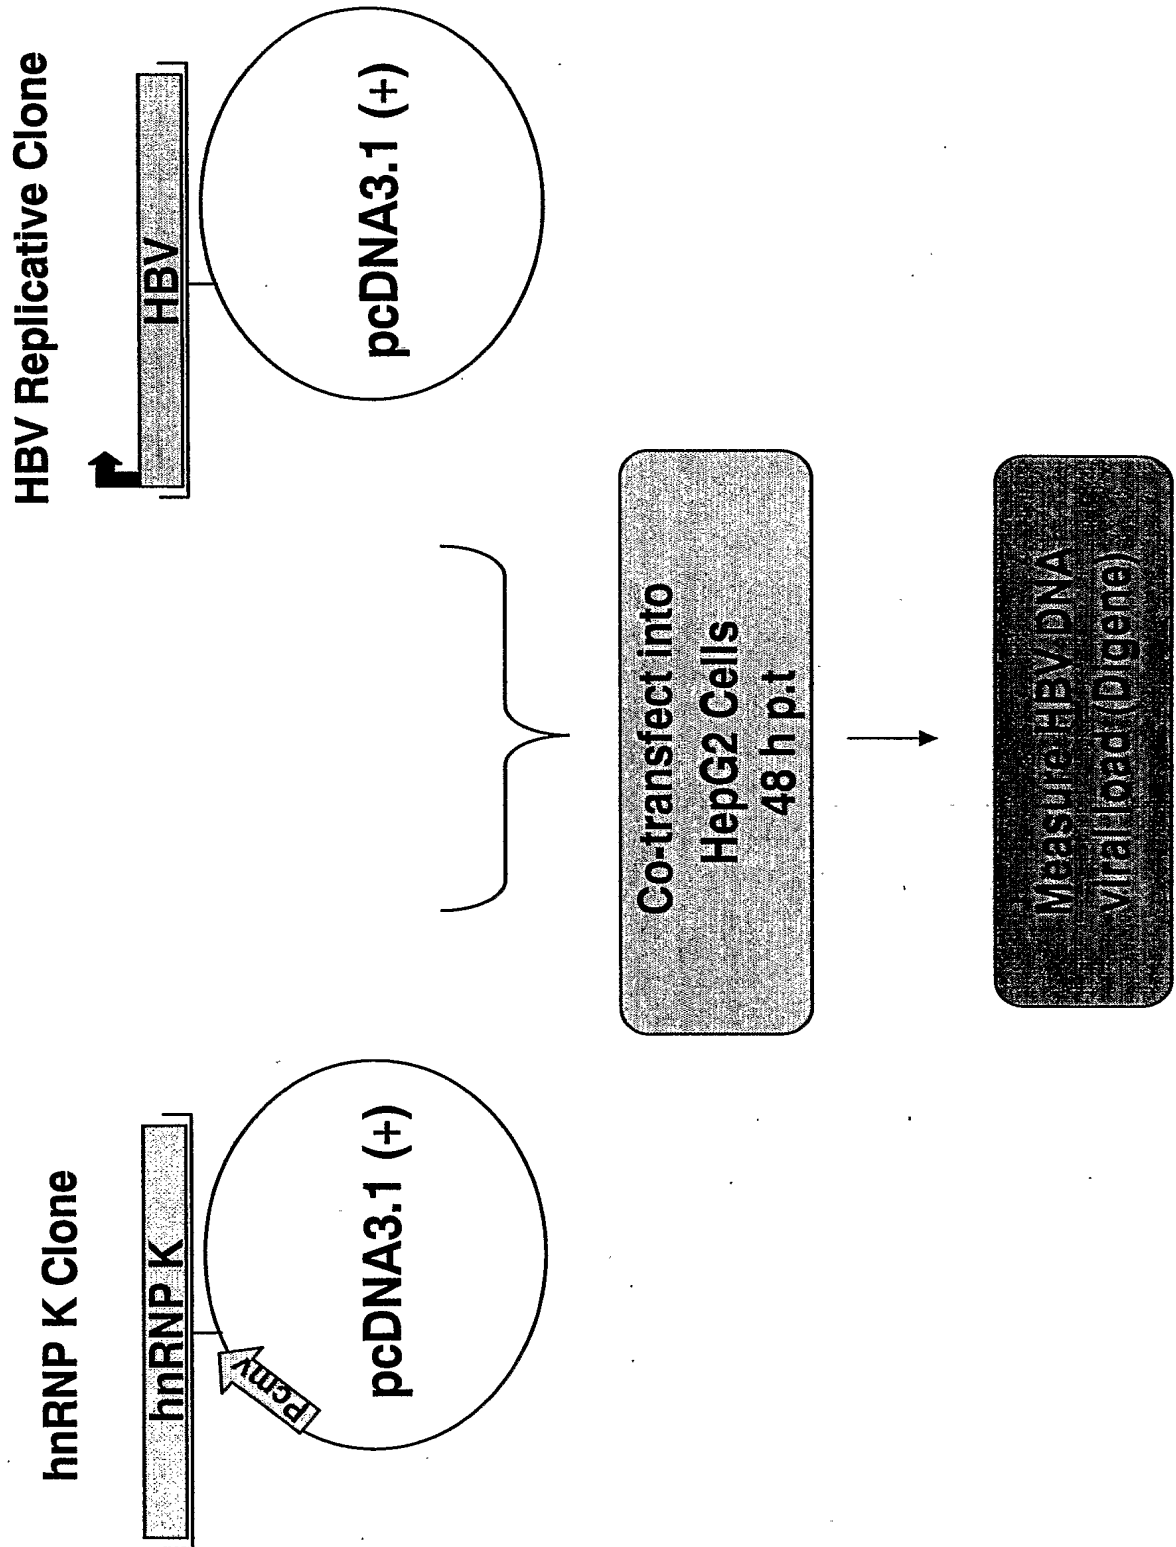 hnRNP K Clone
hnRNP K
Pcmv
pcDNA3.1 (+)
HBV Replicative Clone
HBV
pcDNA3.1 (+)
Co-transfect into
HepG2 Cells
48 h p.t
Measure HBV DNA
viral load (Digene)